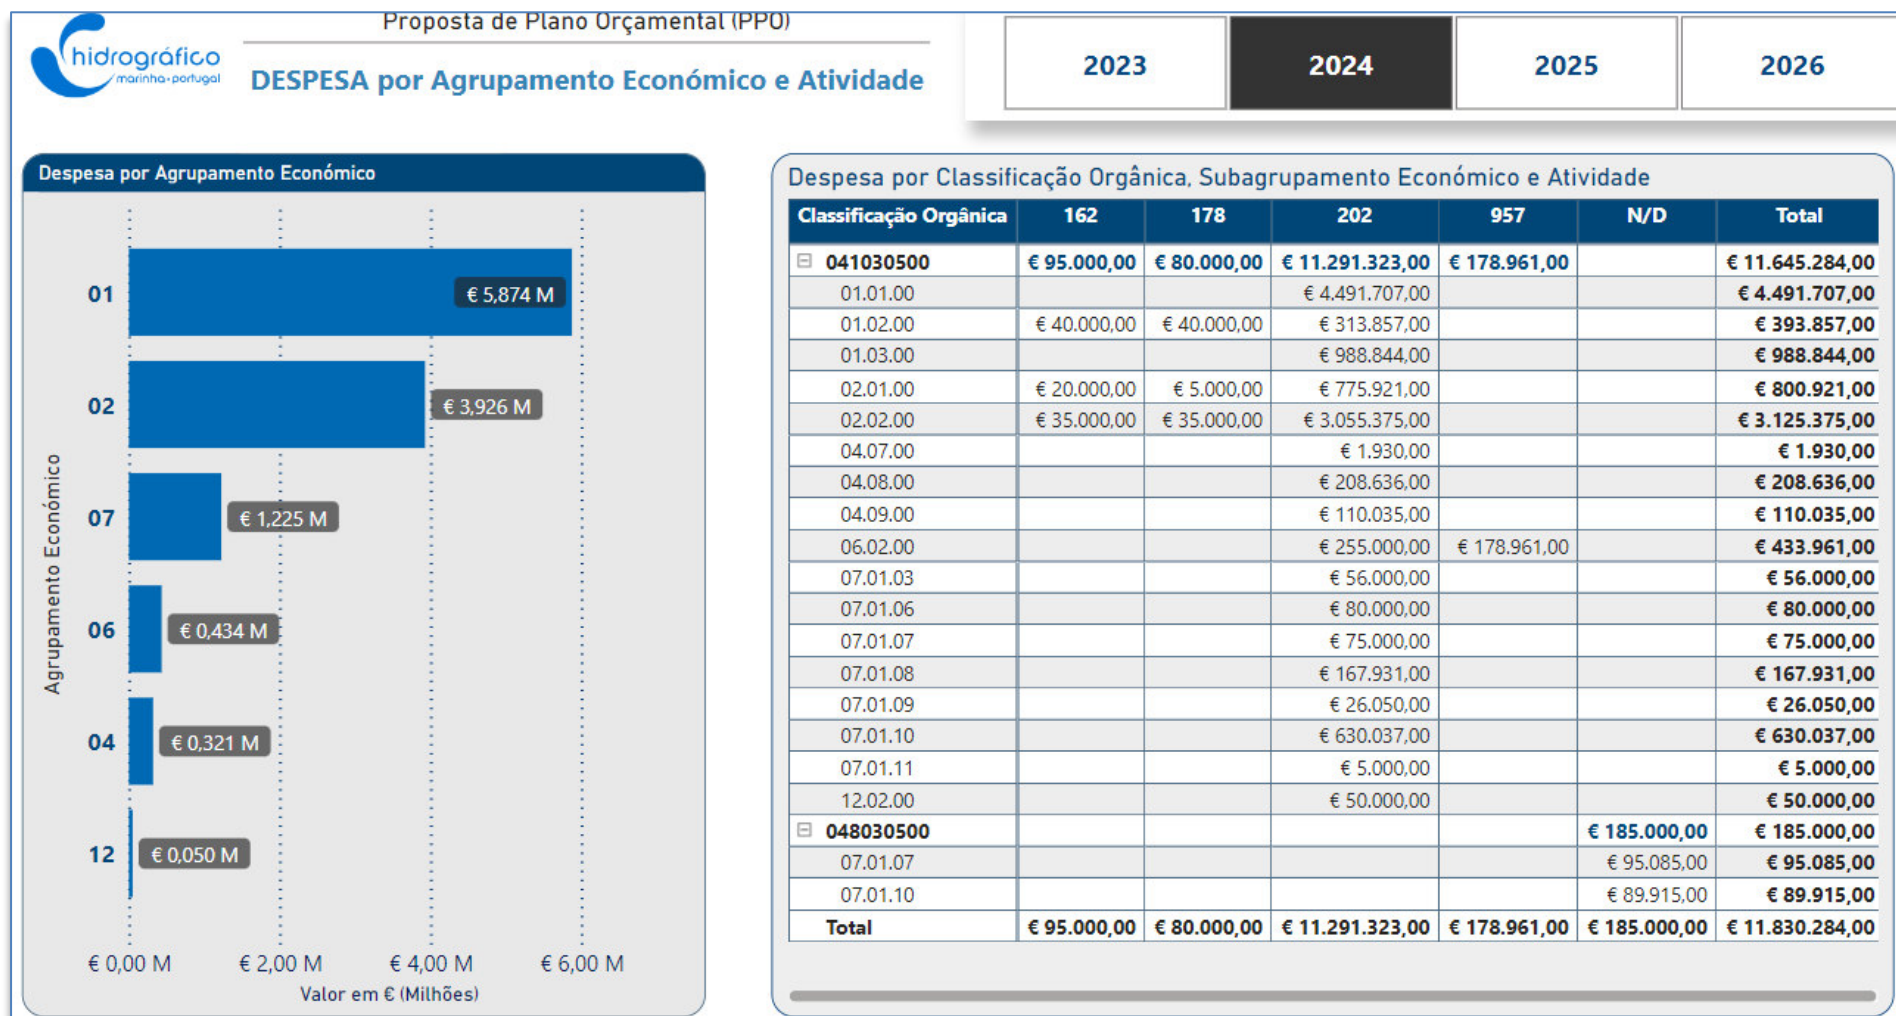 Proposta de Plano Orçamental (PPO)
hidrográfico
marinha-portugal
DESPESA por Agrupamento Económico e Atividade
2023 2024 2025 2026
Despesa por Agrupamento Económico
Agrupamento Económico
01 € 5,874 M
02 € 3,926 M
07 € 1,225 M
06 € 0,434 M
04 € 0,321 M
12 € 0,050 M
€ 0,00 M € 2,00 M € 4,00 M € 6,00 M
Valor em € (Milhões)
Despesa por Classificação Orgânica, Subagrupamento Económico e Atividade
Classificação Orgânica 162 178 202 957 N/D Total
041030500 € 95.000,00 € 80.000,00 € 11.291.323,00 € 178.961,00 € 11.645.284,00
01.01.00 € 4.491.707,00 € 4.491.707,00
01.02.00 € 40.000,00 € 40.000,00 € 313.857,00 € 393.857,00
01.03.00 € 988.844,00 € 988.844,00
02.01.00 € 20.000,00 € 5.000,00 € 775.921,00 € 800.921,00
02.02.00 € 35.000,00 € 35.000,00 € 3.055.375,00 € 3.125.375,00
04.07.00 € 1.930,00 € 1.930,00
04.08.00 € 208.636,00 € 208.636,00
04.09.00 € 110.035,00 € 110.035,00
06.02.00 € 255.000,00 € 178.961,00 € 433.961,00
07.01.03 € 56.000,00 € 56.000,00
07.01.06 € 80.000,00 € 80.000,00
07.01.07 € 75.000,00 € 75.000,00
07.01.08 € 167.931,00 € 167.931,00
07.01.09 € 26.050,00 € 26.050,00
07.01.10 € 630.037,00 € 630.037,00
07.01.11 € 5.000,00 € 5.000,00
12.02.00 € 50.000,00 € 50.000,00
048030500 € 185.000,00 € 185.000,00
07.01.07 € 95.085,00 € 95.085,00
07.01.10 € 89.915,00 € 89.915,00
Total € 95.000,00 € 80.000,00 € 11.291.323,00 € 178.961,00 € 185.000,00 € 11.830.284,00